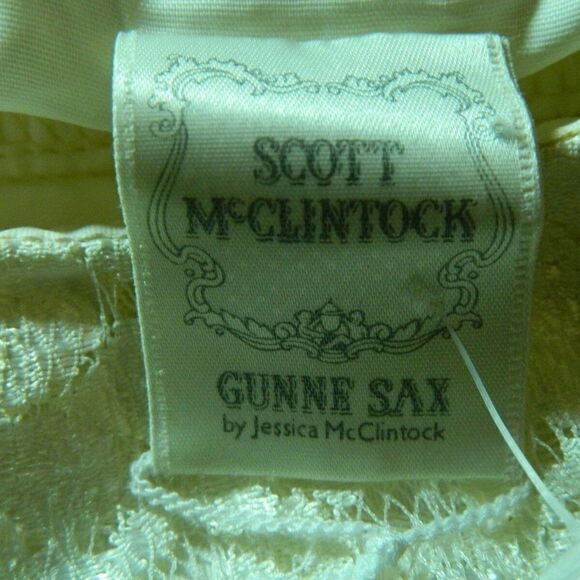 SCOTT
McCLINTOCK
GUNNE SAX
by Jessica McClintock